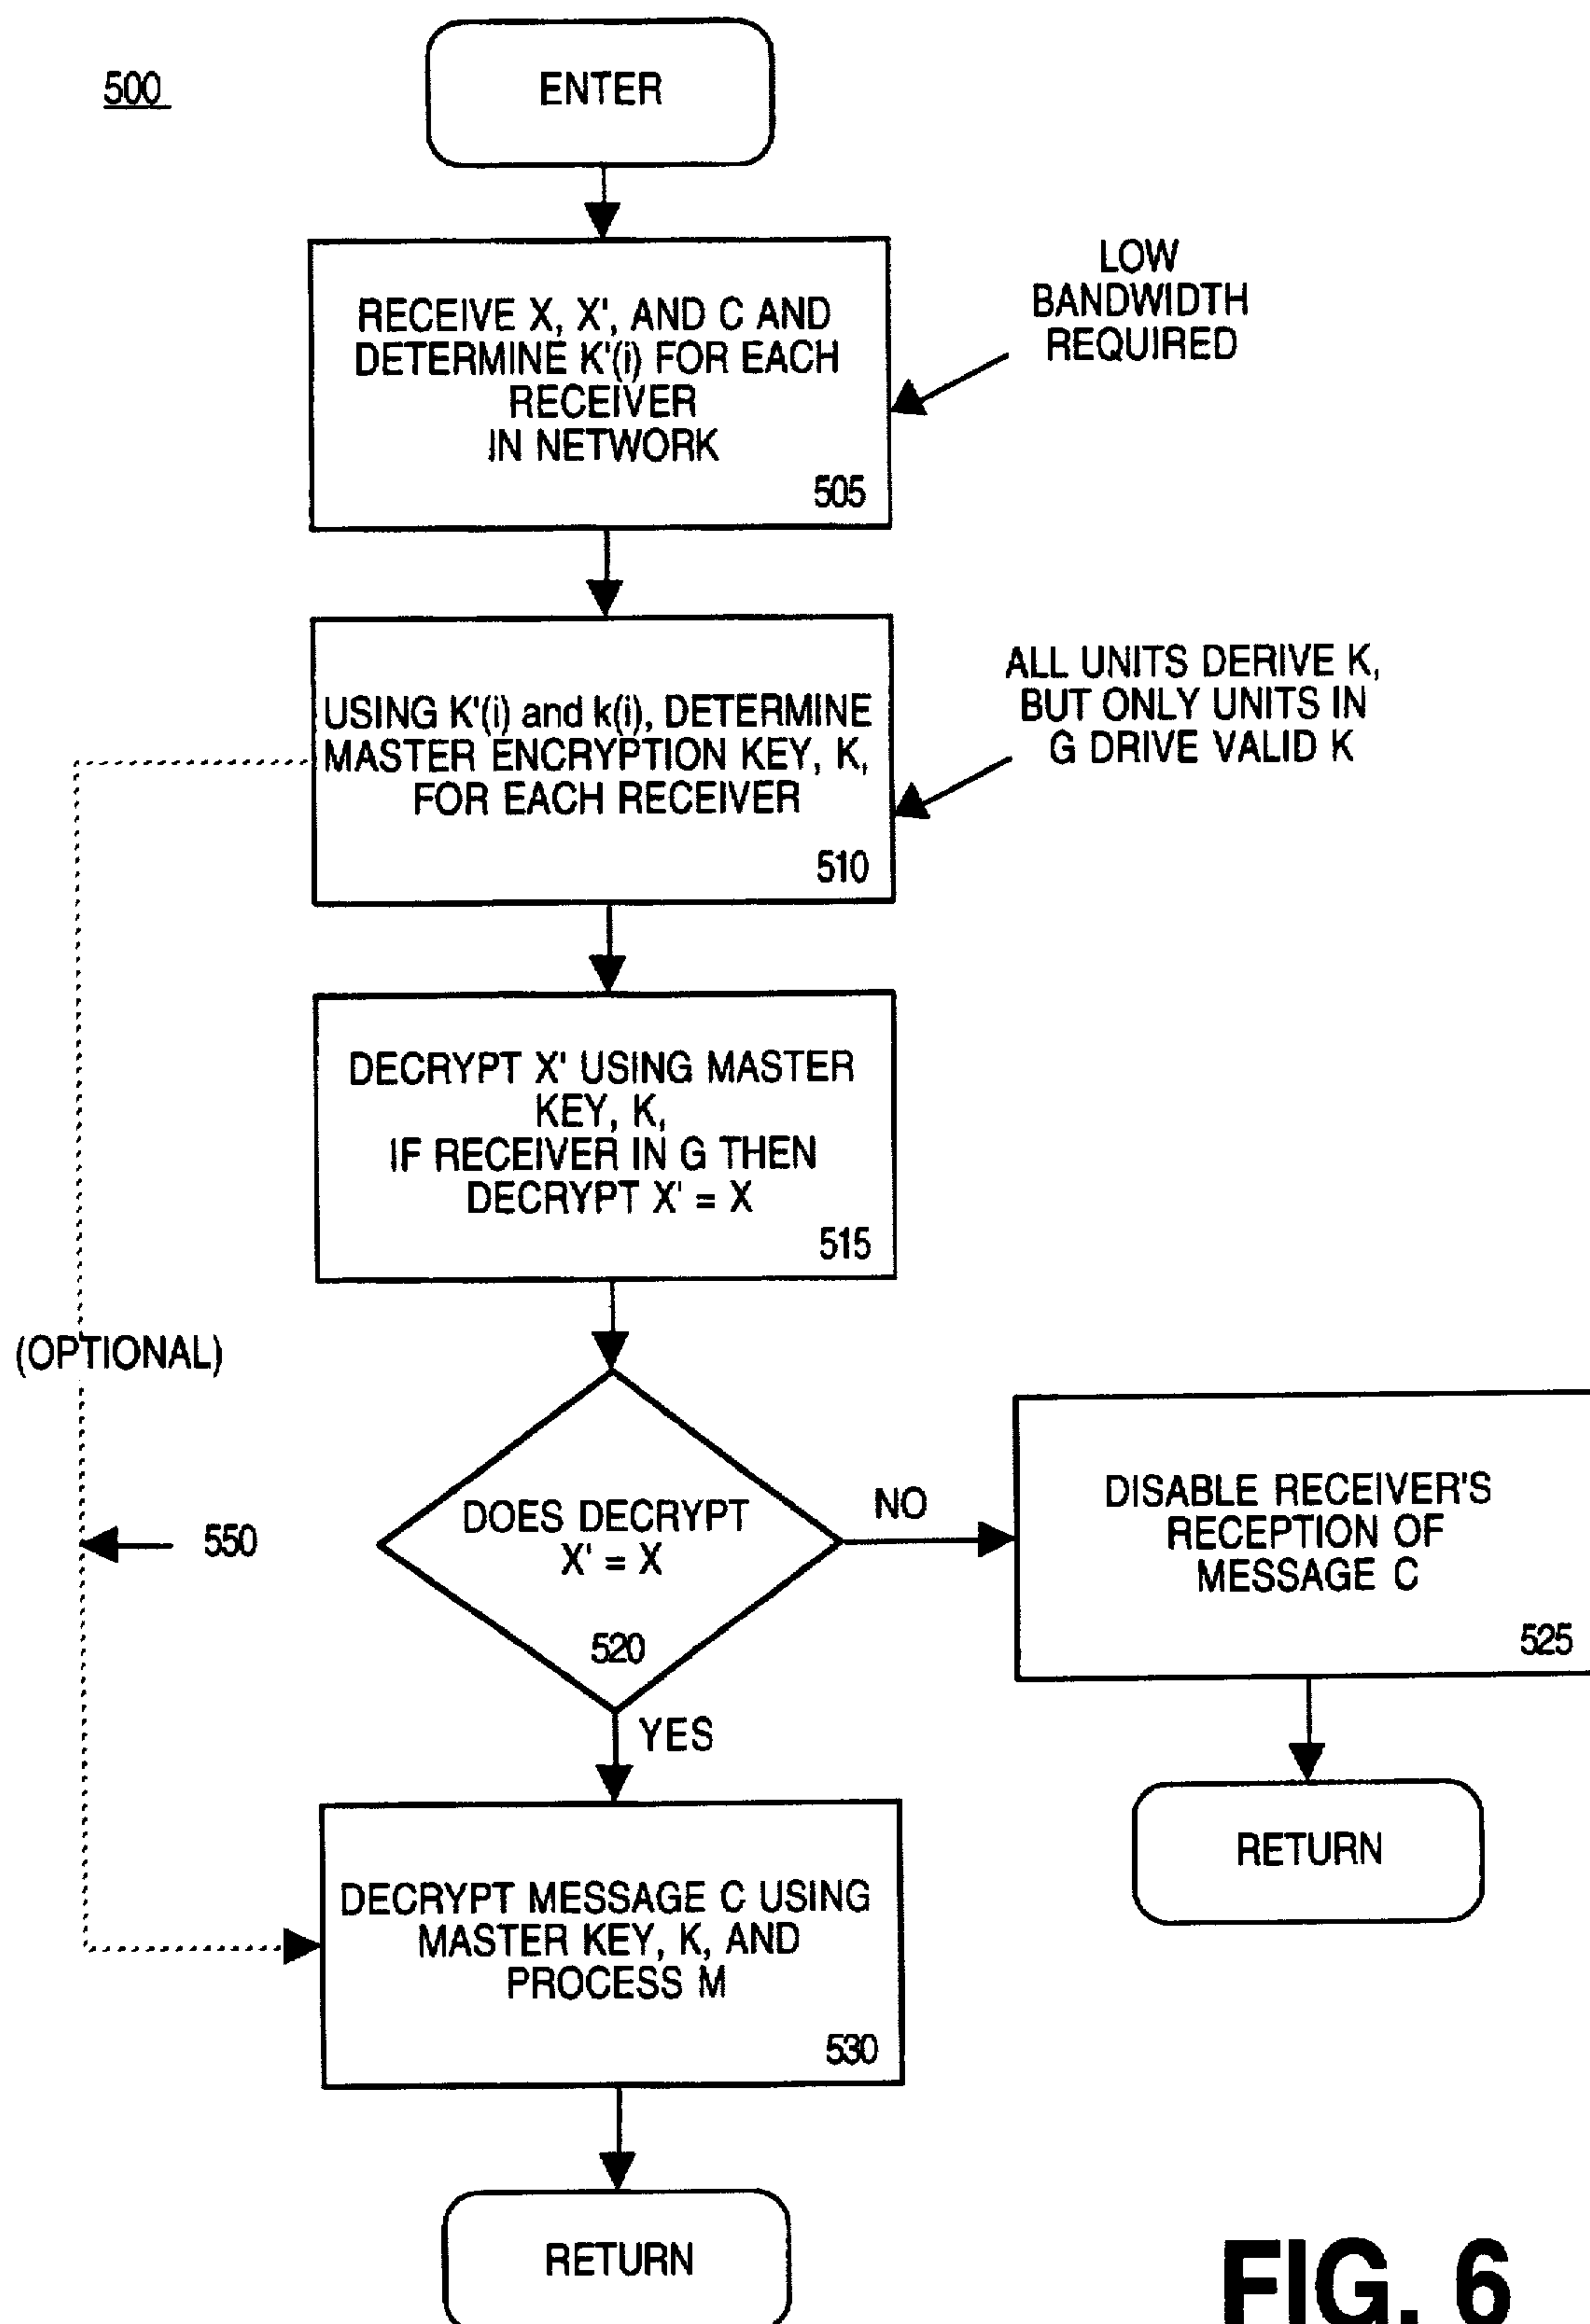 500
ENTER
RECEIVE X, X', AND C AND
DETERMINE K'(i) FOR EACH
RECEIVER
IN NETWORK
505
LOW
BANDWIDTH
REQUIRED
USING K'(i) and k(i), DETERMINE
MASTER ENCRYPTION KEY, K,
FOR EACH RECEIVER
510
ALL UNITS DERIVE K,
BUT ONLY UNITS IN
G DRIVE VALID K
DECRYPT X' USING MASTER
KEY, K,
IF RECEIVER IN G THEN
DECRYPT X' = X
515
(OPTIONAL)
550
DOES DECRYPT
X' = X
520
NO
DISABLE RECEIVER'S
RECEPTION OF
MESSAGE C
525
YES
RETURN
DECRYPT MESSAGE C USING
MASTER KEY, K, AND
PROCESS M
530
RETURN
FIG. 6